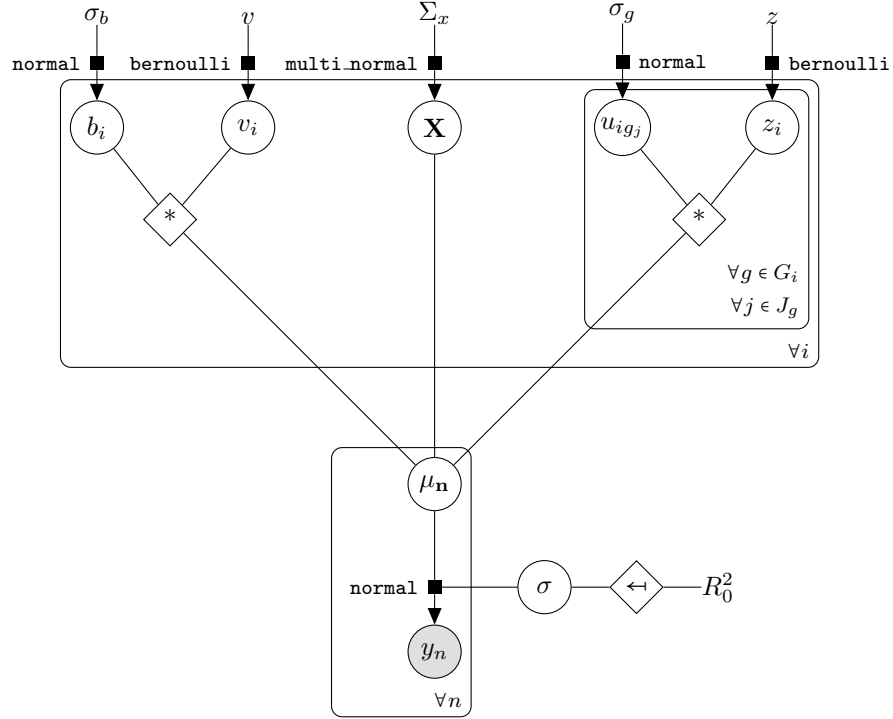 σ_b v Σ_x σ_g z
normal bernoulli multi_normal normal bernoulli
b_i v_i X u_{ig_j} z_i
* *
∀g ∈ G_i
∀j ∈ J_g
∀i
μ_n
normal σ ↤ R_0^2
y_n
∀n